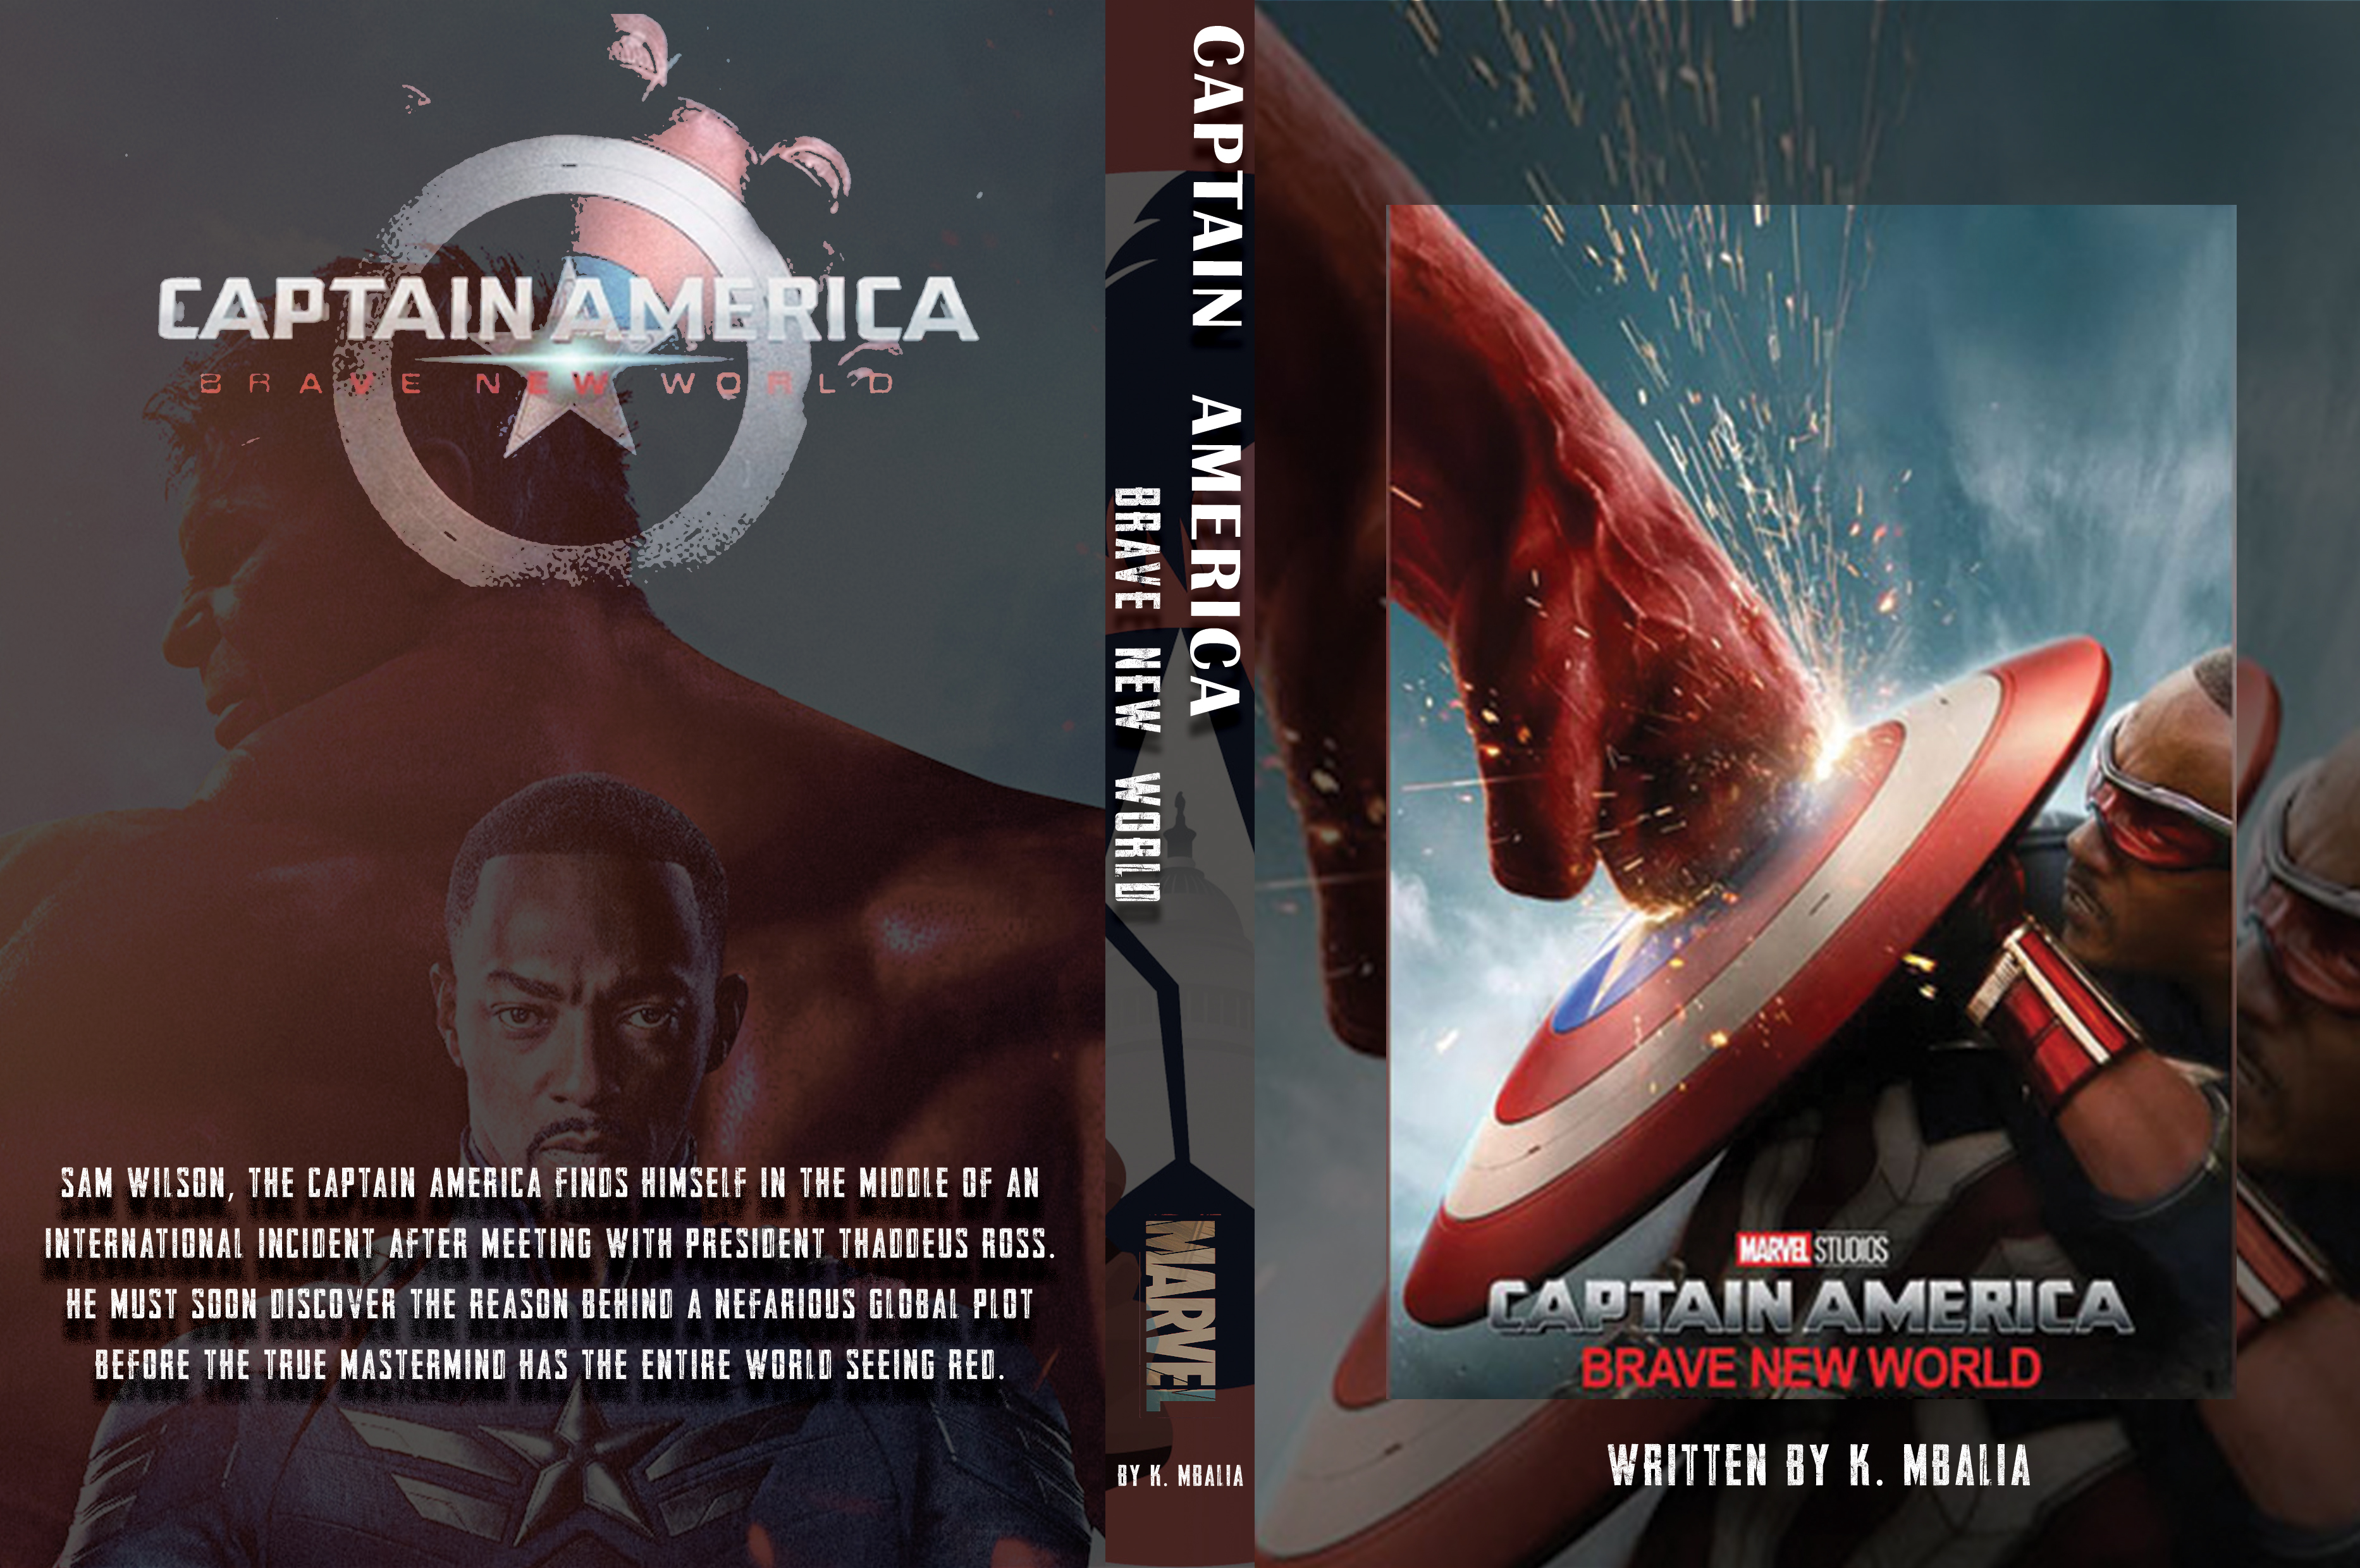 CAPTAIN AMERICA
BRAVE NEW WORLD
SAM WILSON, THE CAPTAIN AMERICA FINDS HIMSELF IN THE MIDDLE OF AN
INTERNATIONAL INCIDENT AFTER MEETING WITH PRESIDENT THADDEUS ROSS.
HE MUST SOON DISCOVER THE REASON BEHIND A NEFARIOUS GLOBAL PLOT
BEFORE THE TRUE MASTERMIND HAS THE ENTIRE WORLD SEEING RED.
CAPTAIN AMERICA
BRAVE NEW WORLD
MARVEL
BY K. MBALIA
MARVEL STUDIOS
CAPTAIN AMERICA
BRAVE NEW WORLD
WRITTEN BY K. MBALIA